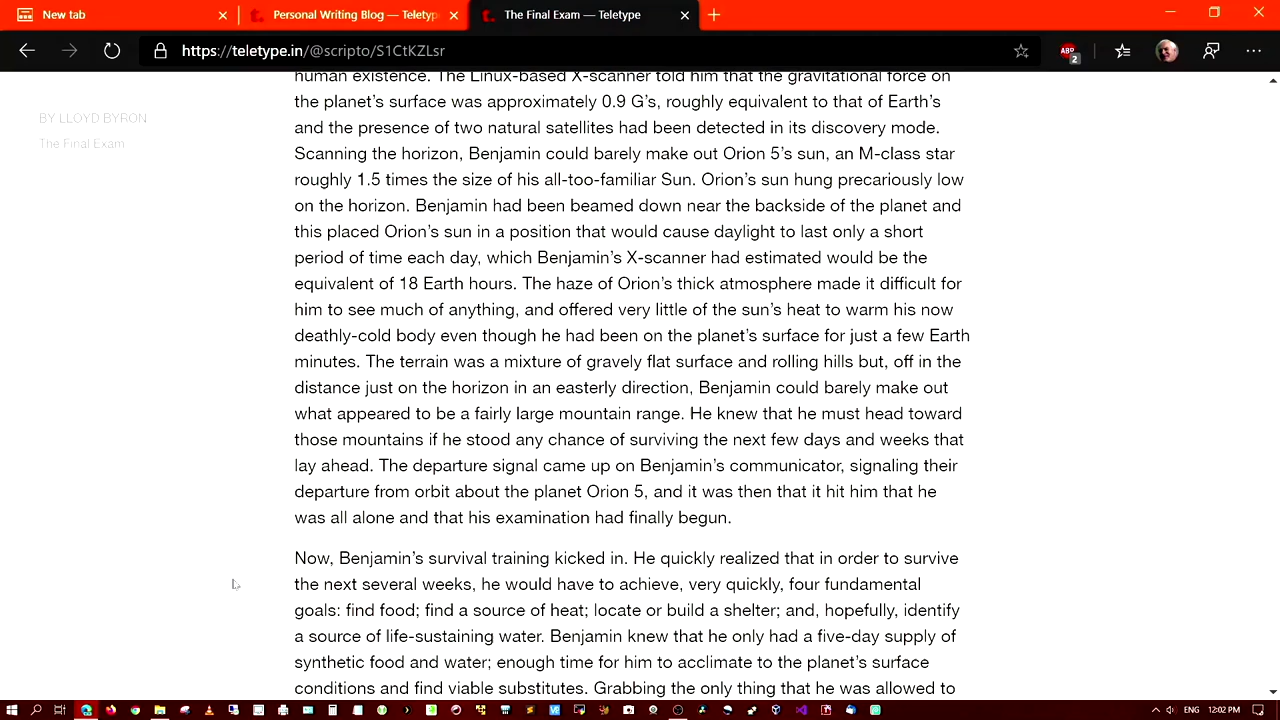 New tab
Personal Writing Blog — Teletyp
The Final Exam — Teletype
https://teletype.in/@scripto/S1CtKZLsr
ABP
2
BY LLOYD BYRON
The Final Exam
human existence. The Linux-based X-scanner told him that the gravitational force on
the planet’s surface was approximately 0.9 G’s, roughly equivalent to that of Earth’s
and the presence of two natural satellites had been detected in its discovery mode.
Scanning the horizon, Benjamin could barely make out Orion 5’s sun, an M-class star
roughly 1.5 times the size of his all-too-familiar Sun. Orion’s sun hung precariously low
on the horizon. Benjamin had been beamed down near the backside of the planet and
this placed Orion’s sun in a position that would cause daylight to last only a short
period of time each day, which Benjamin’s X-scanner had estimated would be the
equivalent of 18 Earth hours. The haze of Orion’s thick atmosphere made it difficult for
him to see much of anything, and offered very little of the sun’s heat to warm his now
deathly-cold body even though he had been on the planet’s surface for just a few Earth
minutes. The terrain was a mixture of gravely flat surface and rolling hills but, off in the
distance just on the horizon in an easterly direction, Benjamin could barely make out
what appeared to be a fairly large mountain range. He knew that he must head toward
those mountains if he stood any chance of surviving the next few days and weeks that
lay ahead. The departure signal came up on Benjamin’s communicator, signaling their
departure from orbit about the planet Orion 5, and it was then that it hit him that he
was all alone and that his examination had finally begun.
Now, Benjamin’s survival training kicked in. He quickly realized that in order to survive
the next several weeks, he would have to achieve, very quickly, four fundamental
goals: find food; find a source of heat; locate or build a shelter; and, hopefully, identify
a source of life-sustaining water. Benjamin knew that he only had a five-day supply of
synthetic food and water; enough time for him to acclimate to the planet’s surface
conditions and find viable substitutes. Grabbing the only thing that he was allowed to
ENG
12:02 PM